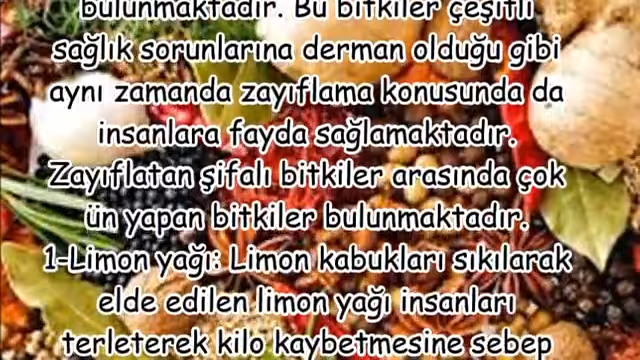 bulunmaktadır. Bu bitkiler çeşitli
sağlık sorunlarına derman olduğu gibi
aynı zamanda zayıflama konusunda da
insanlara fayda sağlamaktadır.
Zayıflatan şifalı bitkiler arasında çok
ün yapan bitkiler bulunmaktadır.
1-Limon yağı: Limon kabukları sıkılarak
elde edilen limon yağı insanları
terleterek kilo kaybetmesine sebep